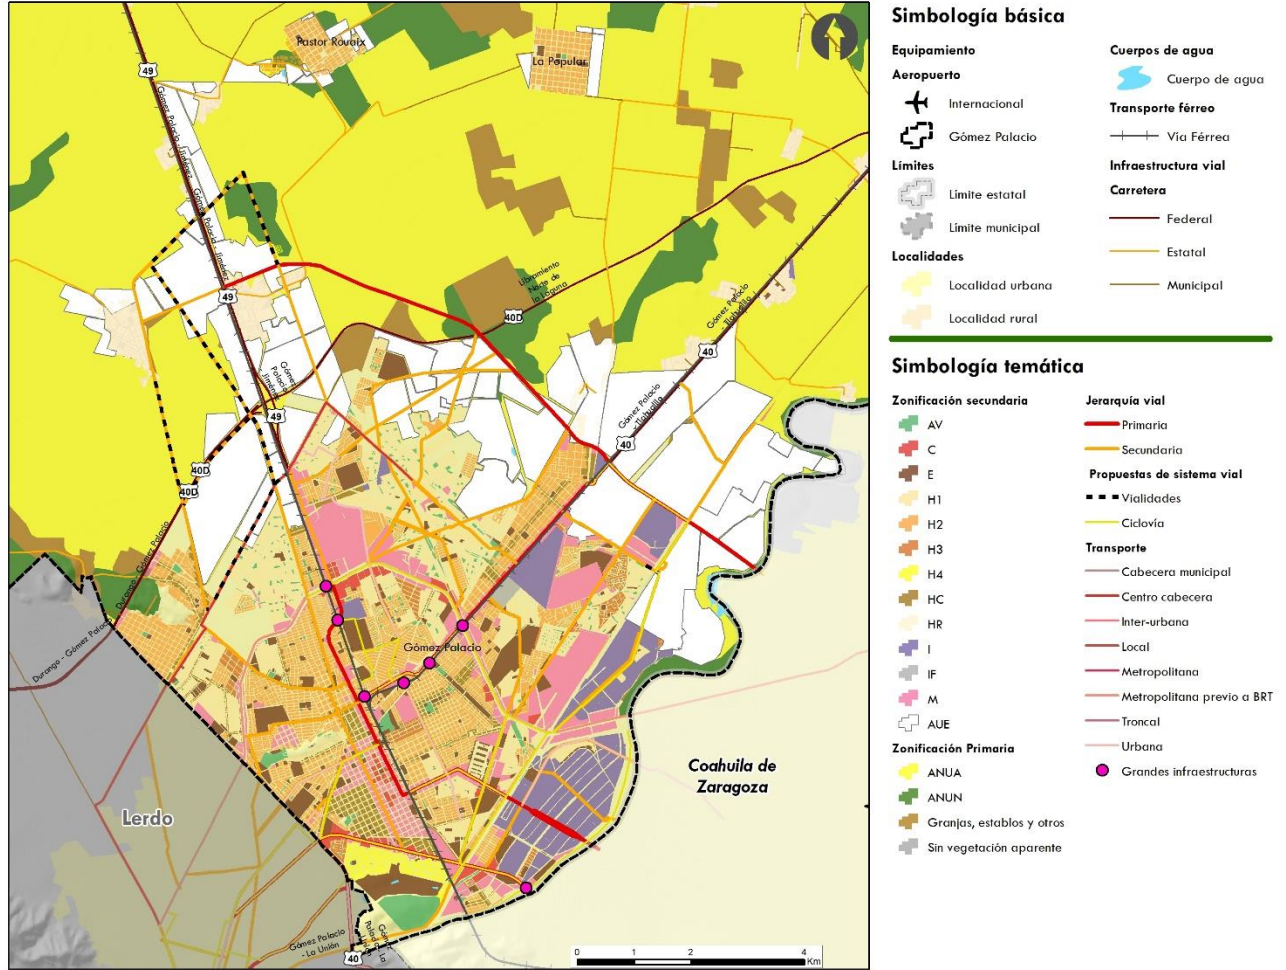 Pastor Rouaix
La Popular
49
Gómez Palacio - Jiménez
Gómez Palacio - Jiménez
49
Libramiento
Norte de
la Laguna
40D
Gómez Palacio
- Tlahualilo
40
Gómez
Palacio -
Jiménez
49
Gómez Palacio
- Tlahualilo
40
40D
40D
Durango - Gómez Palacio
Durango - Gómez Palacio
Gómez Palacio
Coahuila de
Zaragoza
Lerdo
Gómez Palacio
- La Unión
Gómez
Palacio - La
Unión
40
0 1 2 4
Km
Simbología básica
Equipamiento
Aeropuerto
Internacional
Gómez Palacio
Límites
Límite estatal
Límite municipal
Localidades
Localidad urbana
Localidad rural
Cuerpos de agua
Cuerpo de agua
Transporte férreo
Vía Férrea
Infraestructura vial
Carretera
Federal
Estatal
Municipal
Simbología temática
Zonificación secundaria
AV
C
E
H1
H2
H3
H4
HC
HR
I
IF
M
AUE
Zonificación Primaria
ANUA
ANUN
Granjas, establos y otros
Sin vegetación aparente
Jerarquía vial
Primaria
Secundaria
Propuestas de sistema vial
Vialidades
Ciclovía
Transporte
Cabecera municipal
Centro cabecera
Inter-urbana
Local
Metropolitana
Metropolitana previo a BRT
Troncal
Urbana
Grandes infraestructuras